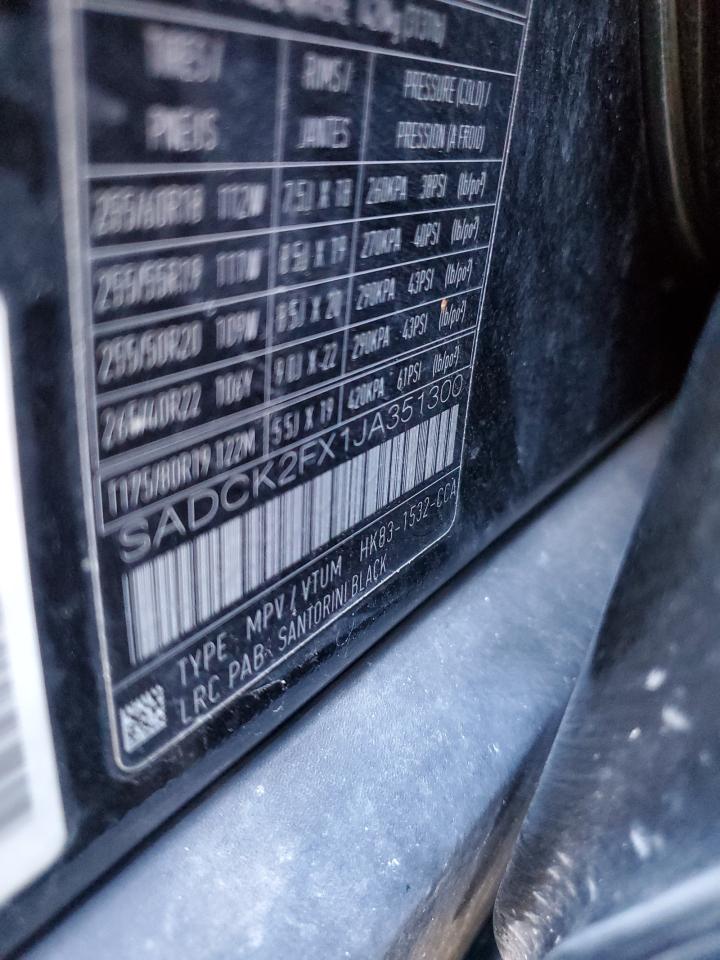 TIRES / RIMS / PRESSURE (COLD) /
PNEUS JANTES PRESSION (A FROID)
255/60R18 112W 7.5J X 18 260KPA 38PSI (lb/po²)
255/55R19 111W 8.5J X 19 270KPA 40PSI (lb/po²)
255/50R20 109W 8.5J X 20 290KPA 43PSI (lb/po²)
265/40R22 106Y 9.0J X 22 290KPA 43PSI (lb/po²)
T175/80R19 122M 5.5J X 19 420KPA 61PSI (lb/po²)
SADCK2FX1JA351300
TYPE MPV / VTUM HK83-1532-CCA
LRC PAB- SANTORINI BLACK